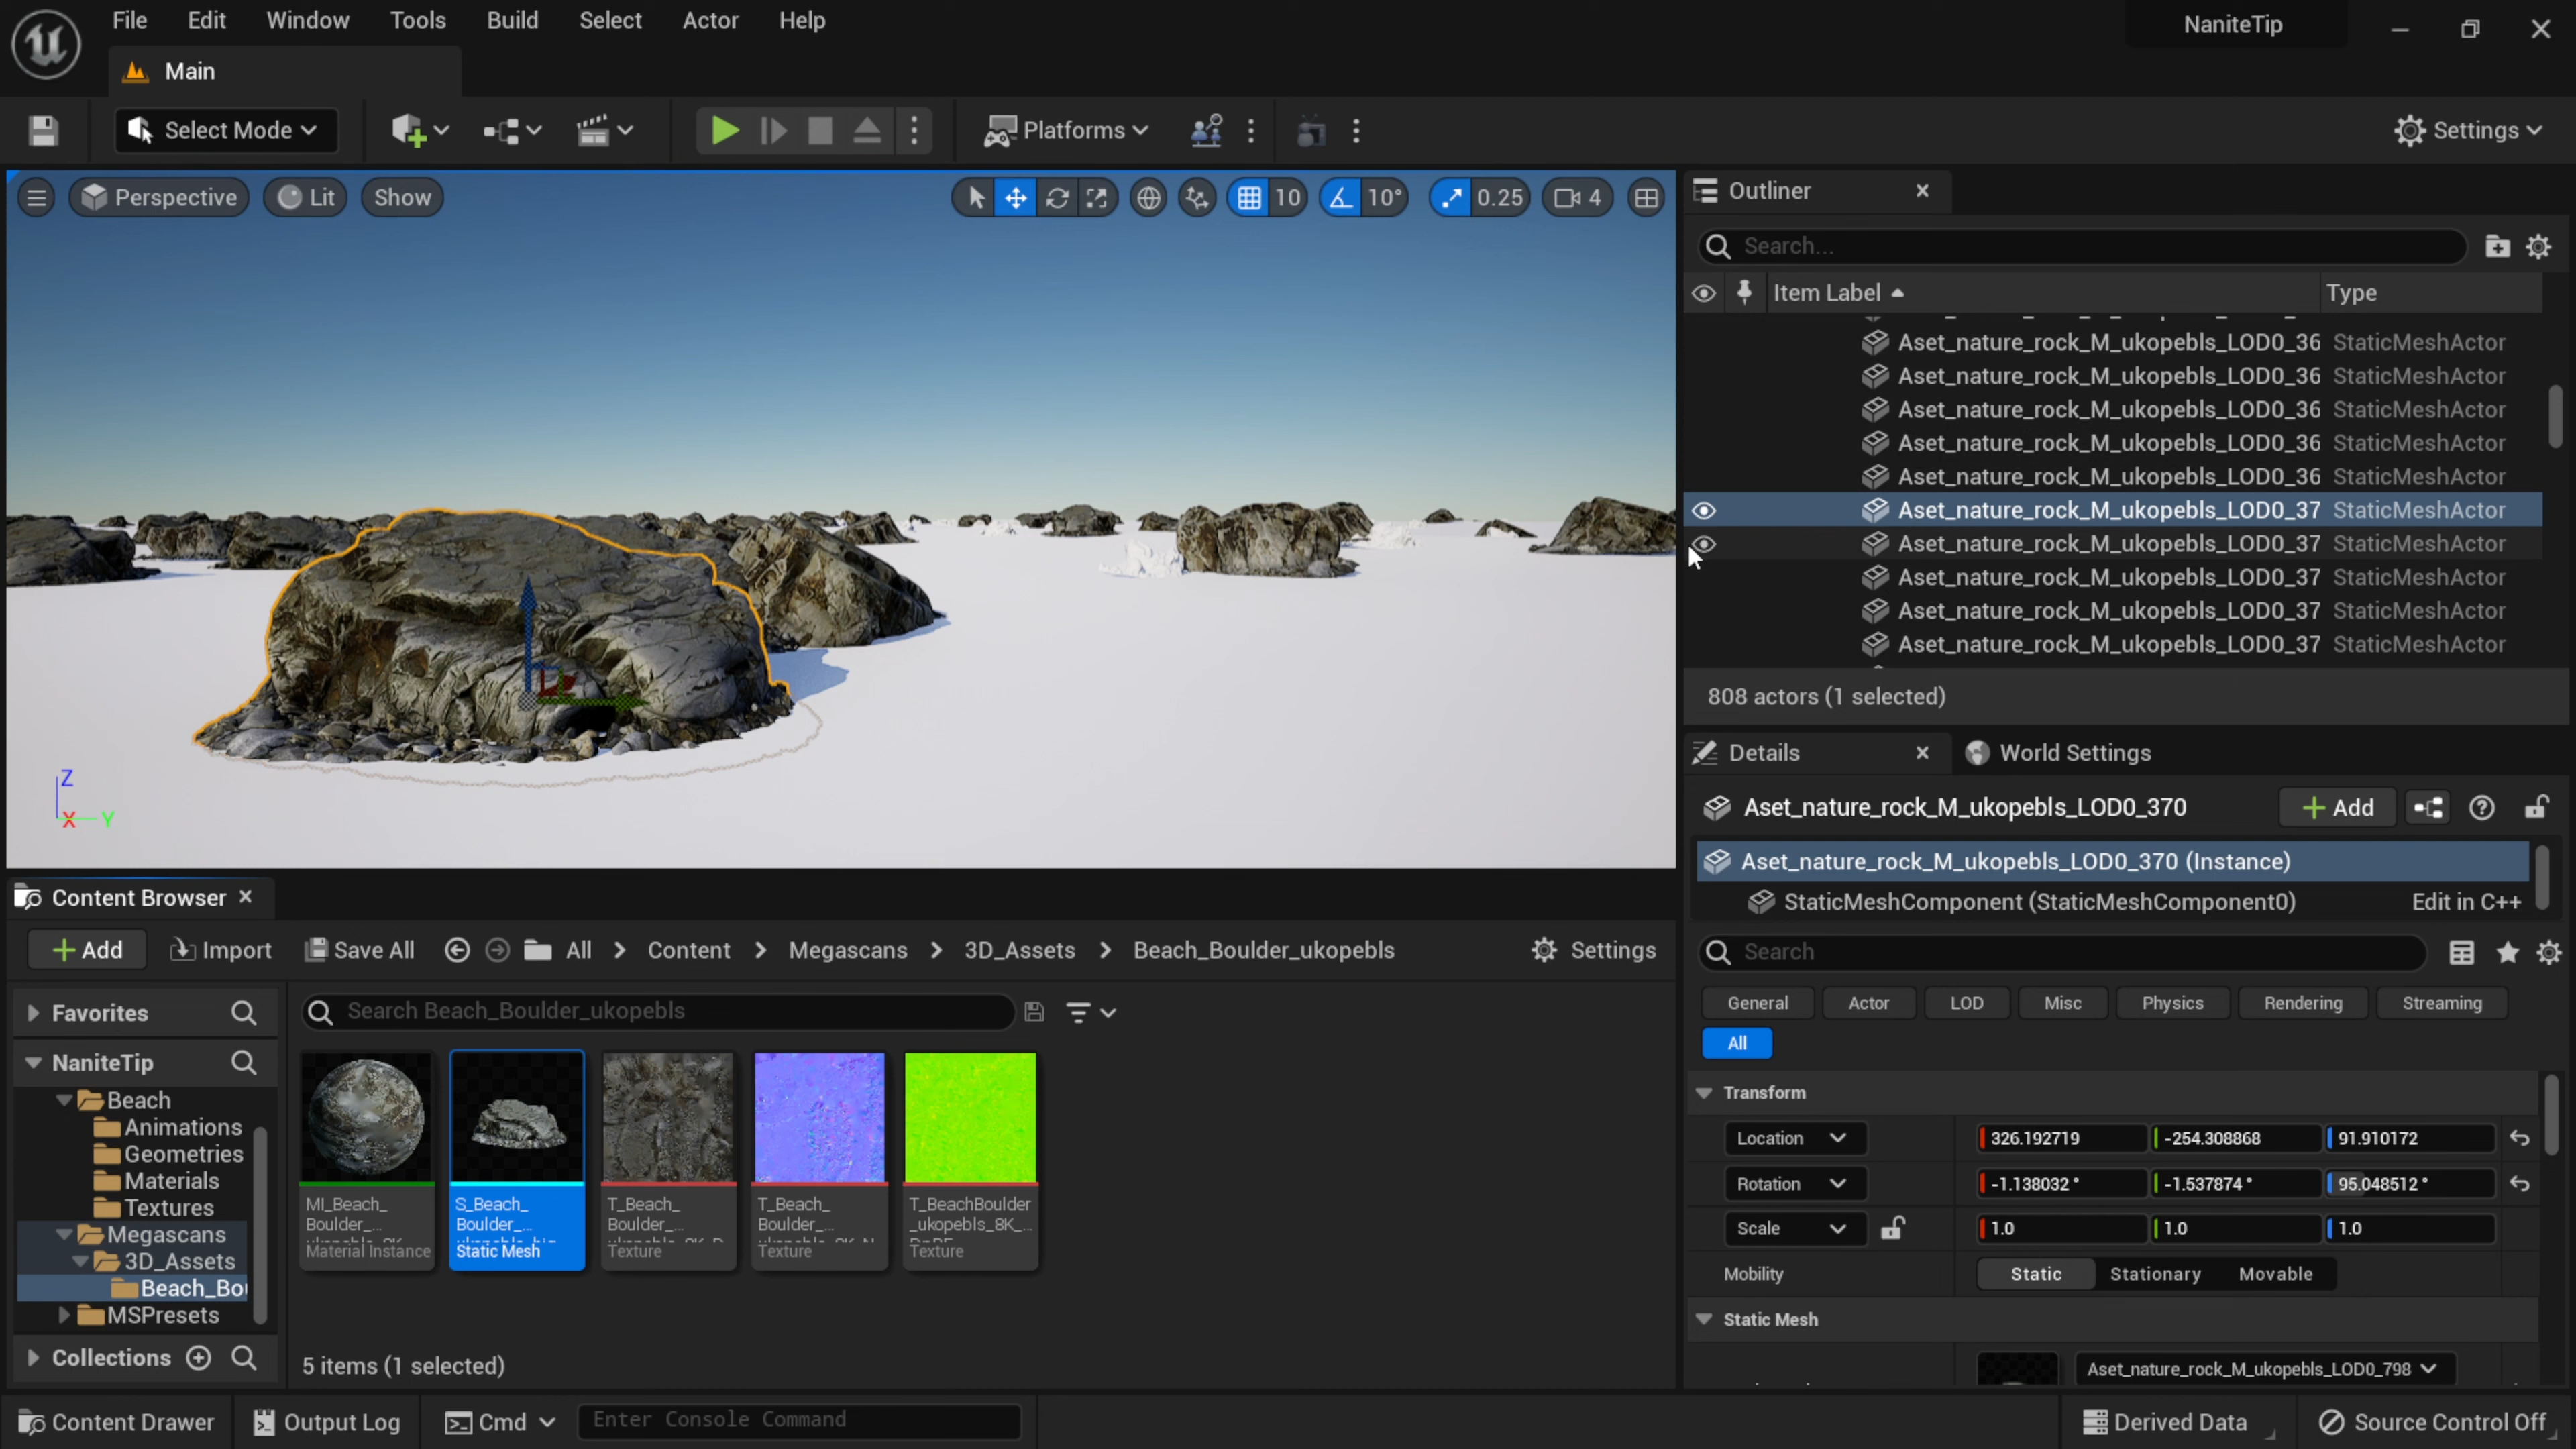 File Edit Window Tools Build Select Actor Help
NaniteTip
Main
Select Mode
Platforms
Settings
Perspective Lit Show
10 10° 0.25 4
Outliner
Search...
Item Label Type
Aset_nature_rock_M_ukopebls_LOD0_36 StaticMeshActor
Aset_nature_rock_M_ukopebls_LOD0_36 StaticMeshActor
Aset_nature_rock_M_ukopebls_LOD0_36 StaticMeshActor
Aset_nature_rock_M_ukopebls_LOD0_36 StaticMeshActor
Aset_nature_rock_M_ukopebls_LOD0_36 StaticMeshActor
Aset_nature_rock_M_ukopebls_LOD0_37 StaticMeshActor
Aset_nature_rock_M_ukopebls_LOD0_37 StaticMeshActor
Aset_nature_rock_M_ukopebls_LOD0_37 StaticMeshActor
Aset_nature_rock_M_ukopebls_LOD0_37 StaticMeshActor
Aset_nature_rock_M_ukopebls_LOD0_37 StaticMeshActor
808 actors (1 selected)
Z
X Y
Details World Settings
Aset_nature_rock_M_ukopebls_LOD0_370 Add
Aset_nature_rock_M_ukopebls_LOD0_370 (Instance)
StaticMeshComponent (StaticMeshComponent0) Edit in C++
Search
General Actor LOD Misc Physics Rendering Streaming
All
Transform
Location 326.192719 -254.308868 91.910172
Rotation -1.138032 ° -1.537874 ° 95.048512 °
Scale 1.0 1.0 1.0
Mobility Static Stationary Movable
Static Mesh
Aset_nature_rock_M_ukopebls_LOD0_798
Content Browser
Add Import Save All All > Content > Megascans > 3D_Assets > Beach_Boulder_ukopebls Settings
Favorites
Search Beach_Boulder_ukopebls
NaniteTip
Beach
Animations
Geometries
Materials
Textures
Megascans
3D_Assets
Beach_Bou
MSPresets
Collections
MI_Beach_
Boulder_...
Material Instance
S_Beach_
Boulder_...
Static Mesh
T_Beach_
Boulder_...
Texture
T_Beach_
Boulder_...
Texture
T_BeachBoulder
_ukopebls_8K_...
Texture
5 items (1 selected)
Content Drawer Output Log Cmd Enter Console Command
Derived Data Source Control Off